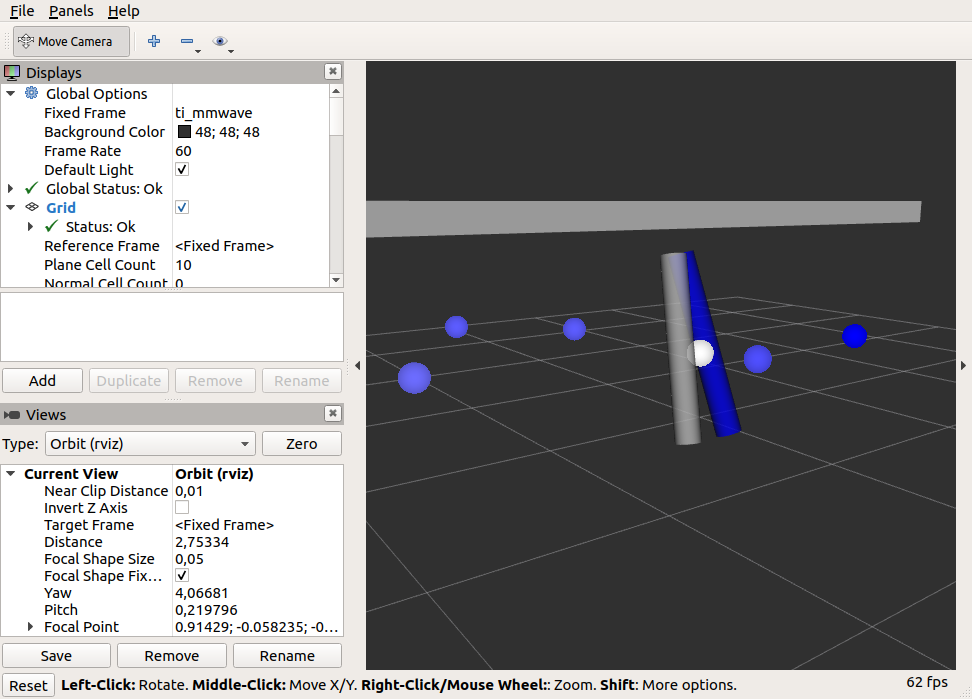 File Panels Help
Move Camera
Displays
Global Options
Fixed Frame ti_mmwave
Background Color 48; 48; 48
Frame Rate 60
Default Light
Global Status: Ok
Grid
Status: Ok
Reference Frame <Fixed Frame>
Plane Cell Count 10
Normal Cell Count 0
Add Duplicate Remove Rename
Views
Type: Orbit (rviz) Zero
Current View Orbit (rviz)
Near Clip Distance 0,01
Invert Z Axis
Target Frame <Fixed Frame>
Distance 2,75334
Focal Shape Size 0,05
Focal Shape Fix...
Yaw 4,06681
Pitch 0,219796
Focal Point 0.91429; -0.058235; -0...
Save Remove Rename
Reset Left-Click: Rotate. Middle-Click: Move X/Y. Right-Click/Mouse Wheel:: Zoom. Shift: More options. 62 fps